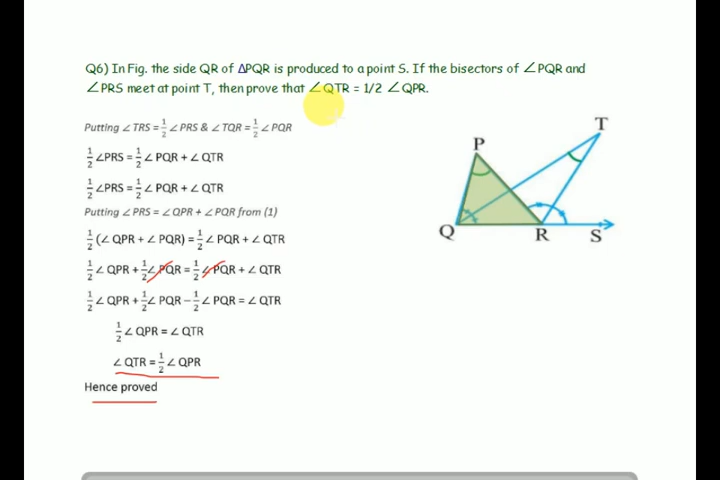 Q6) In Fig. the side QR of ΔPQR is produced to a point S. If the bisectors of ∠PQR and
∠PRS meet at point T, then prove that ∠QTR = 1/2 ∠QPR.
Putting ∠TRS = 1/2 ∠PRS & ∠TQR = 1/2 ∠PQR
1/2 ∠PRS = 1/2 ∠PQR + ∠QTR
1/2 ∠PRS = 1/2 ∠PQR + ∠QTR
Putting ∠PRS = ∠QPR + ∠PQR from (1)
1/2 (∠QPR + ∠PQR) = 1/2 ∠PQR + ∠QTR
1/2 ∠QPR + 1/2 ∠PQR = 1/2 ∠PQR + ∠QTR
1/2 ∠QPR + 1/2 ∠PQR − 1/2 ∠PQR = ∠QTR
1/2 ∠QPR = ∠QTR
∠QTR = 1/2 ∠QPR
Hence proved
T
P
Q
R
S